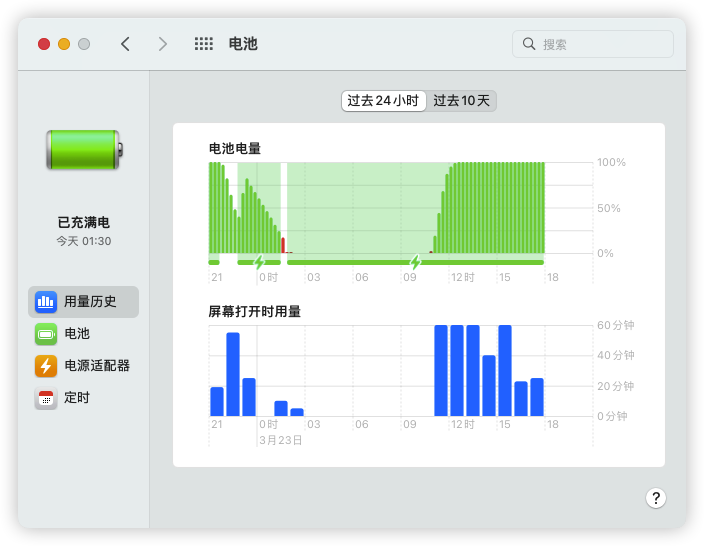 电池
搜索
已充满电
今天 01:30
用量历史
电池
电源适配器
定时
过去24小时 过去10天
电池电量
100%
50%
0%
21 0时 03 06 09 12时 15 18
屏幕打开时用量
60分钟
40分钟
20分钟
0分钟
21 0时 03 06 09 12时 15 18
3月23日
?